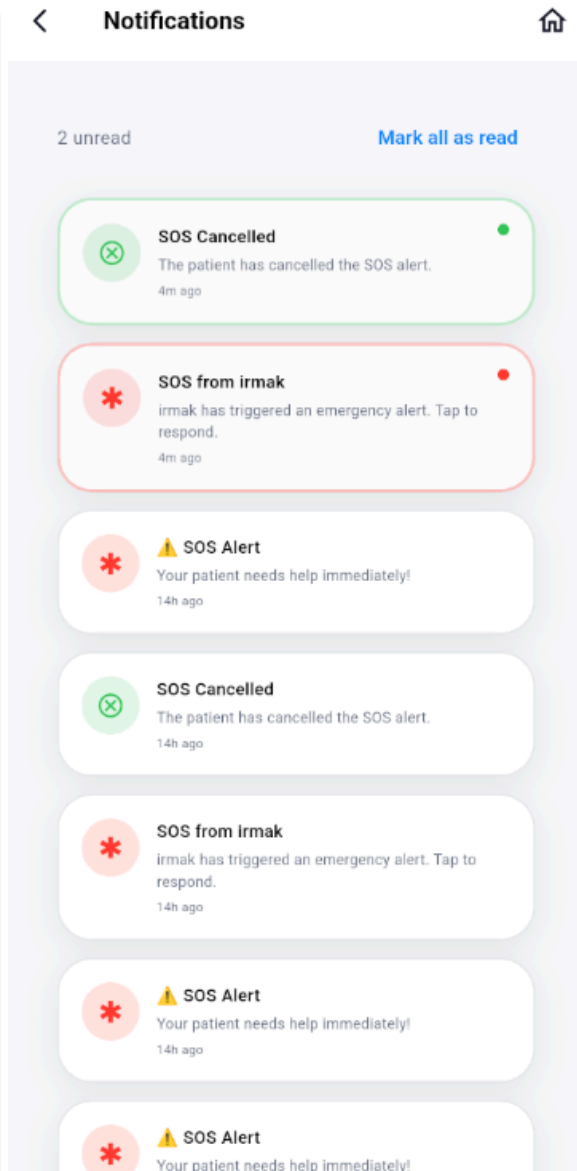 Notifications
2 unread
Mark all as read
SOS Cancelled
The patient has cancelled the SOS alert.
4m ago
SOS from irmak
irmak has triggered an emergency alert. Tap to
respond.
4m ago
⚠️ SOS Alert
Your patient needs help immediately!
14h ago
SOS Cancelled
The patient has cancelled the SOS alert.
14h ago
SOS from irmak
irmak has triggered an emergency alert. Tap to
respond.
14h ago
⚠️ SOS Alert
Your patient needs help immediately!
14h ago
⚠️ SOS Alert
Your patient needs help immediately!